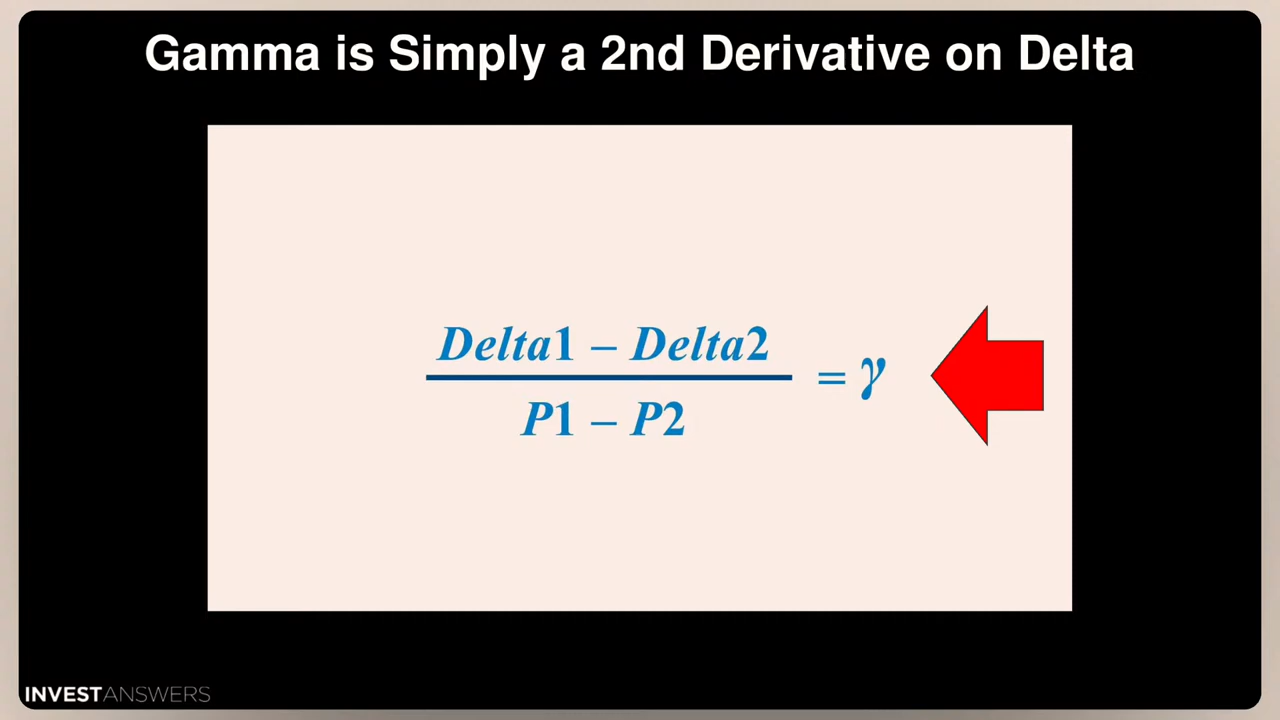 Gamma is Simply a 2nd Derivative on Delta
Delta1 – Delta2
= γ
P1 – P2
INVESTANSWERS